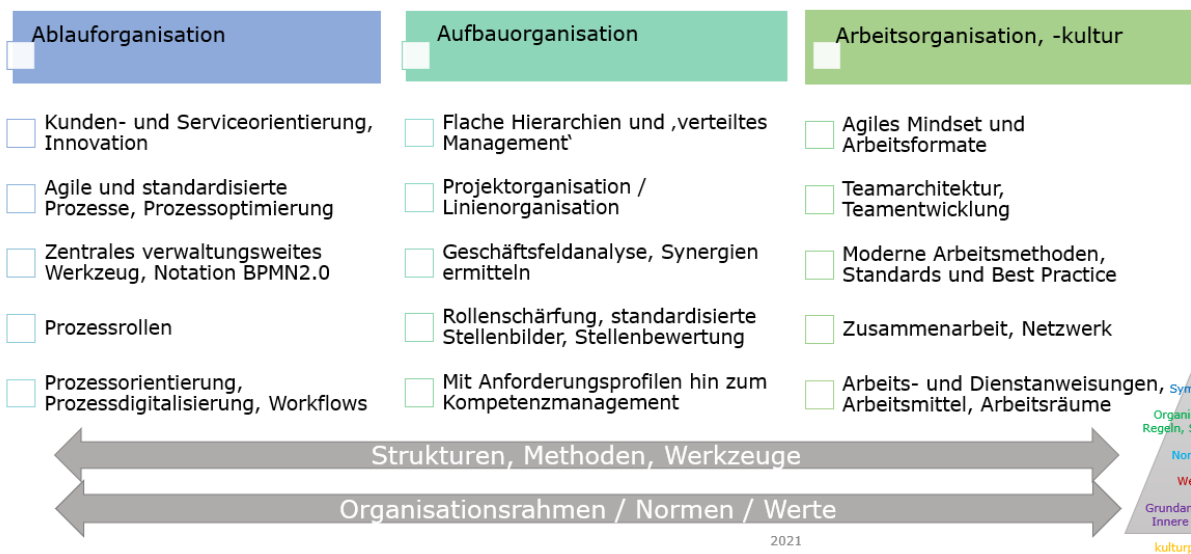 Ablauforganisation
Kunden- und Serviceorientierung,
Innovation
Agile und standardisierte
Prozesse, Prozessoptimierung
Zentrales verwaltungsweites
Werkzeug, Notation BPMN2.0
Prozessrollen
Prozessorientierung,
Prozessdigitalisierung, Workflows
Aufbauorganisation
Flache Hierarchien und ‚verteiltes
Management‘
Projektorganisation /
Linienorganisation
Geschäftsfeldanalyse, Synergien
ermitteln
Rollenschärfung, standardisierte
Stellenbilder, Stellenbewertung
Mit Anforderungsprofilen hin zum
Kompetenzmanagement
Arbeitsorganisation, -kultur
Agiles Mindset und
Arbeitsformate
Teamarchitektur,
Teamentwicklung
Moderne Arbeitsmethoden,
Standards und Best Practice
Zusammenarbeit, Netzwerk
Arbeits- und Dienstanweisungen,
Arbeitsmittel, Arbeitsräume
Strukturen, Methoden, Werkzeuge
Organisationsrahmen / Normen / Werte
2021
Regeln,
Innere